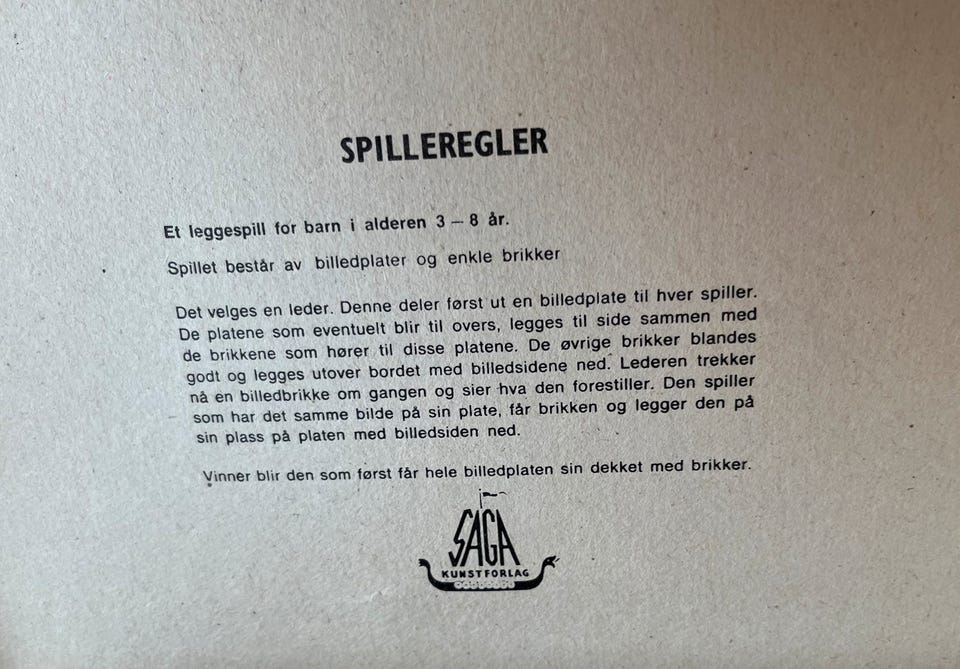 SPILLEREGLER
Et leggespill for barn i alderen 3 – 8 år.
Spillet består av billedplater og enkle brikker
Det velges en leder. Denne deler først ut en billedplate til hver spiller.
De platene som eventuelt blir til overs, legges til side sammen med
de brikkene som hører til disse platene. De øvrige brikker blandes
godt og legges utover bordet med billedsidene ned. Lederen trekker
nå en billedbrikke om gangen og sier hva den forestiller. Den spiller
som har det samme bilde på sin plate, får brikken og legger den på
sin plass på platen med billedsiden ned.
Vinner blir den som først får hele billedplaten sin dekket med brikker.
SAGA
KUNSTFORLAG